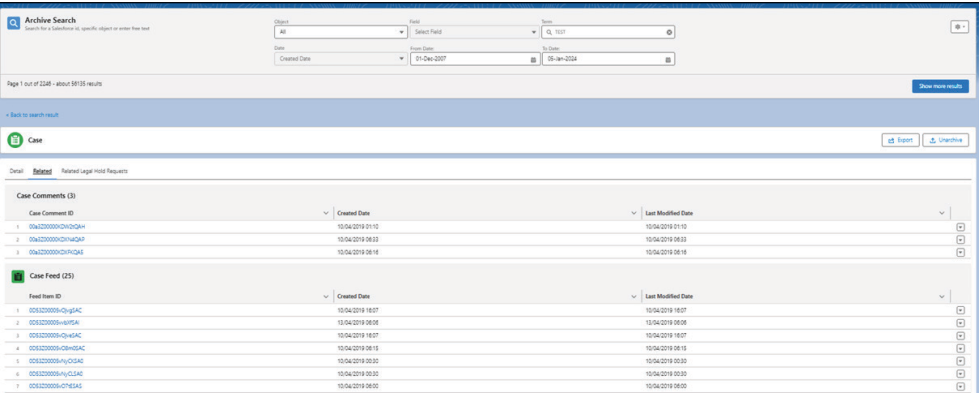 Archive Search
Search for a Salesforce id, specific object or enter free text
Object
All
Field
Select Field
Term
TEST
Date
Created Date
From Date:
01-Dec-2007
To Date:
05-Jan-2024
Page 1 out of 2246 - about 56135 results
Show more results
< Back to search result
Case
Export
Unarchive
Detail Related Related Legal Hold Requests
Case Comments (3)
Case Comment ID Created Date Last Modified Date
1 10/04/2019 01:10 10/04/2019 01:10
2 10/04/2019 06:33 10/04/2019 06:33
3 10/04/2019 06:16 10/04/2019 06:16
Case Feed (25)
Feed Item ID Created Date Last Modified Date
1 10/04/2019 16:07 10/04/2019 16:07
2 13/04/2019 06:06 13/04/2019 06:06
3 10/04/2019 16:07 10/04/2019 16:07
4 10/04/2019 06:15 10/04/2019 06:15
5 10/04/2019 00:30 10/04/2019 00:30
6 10/04/2019 00:30 10/04/2019 00:30
7 10/04/2019 06:00 10/04/2019 06:00